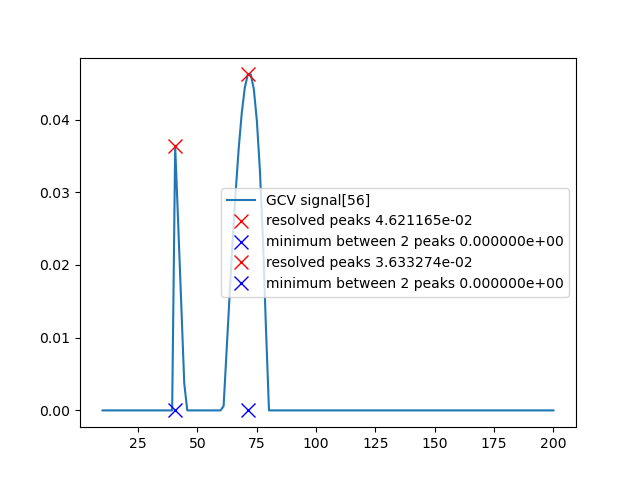 0.04
0.03
0.02
0.01
0.00
GCV signal[56]
resolved peaks 4.621165e-02
minimum between 2 peaks 0.000000e+00
resolved peaks 3.633274e-02
minimum between 2 peaks 0.000000e+00
25 50 75 100 125 150 175 200